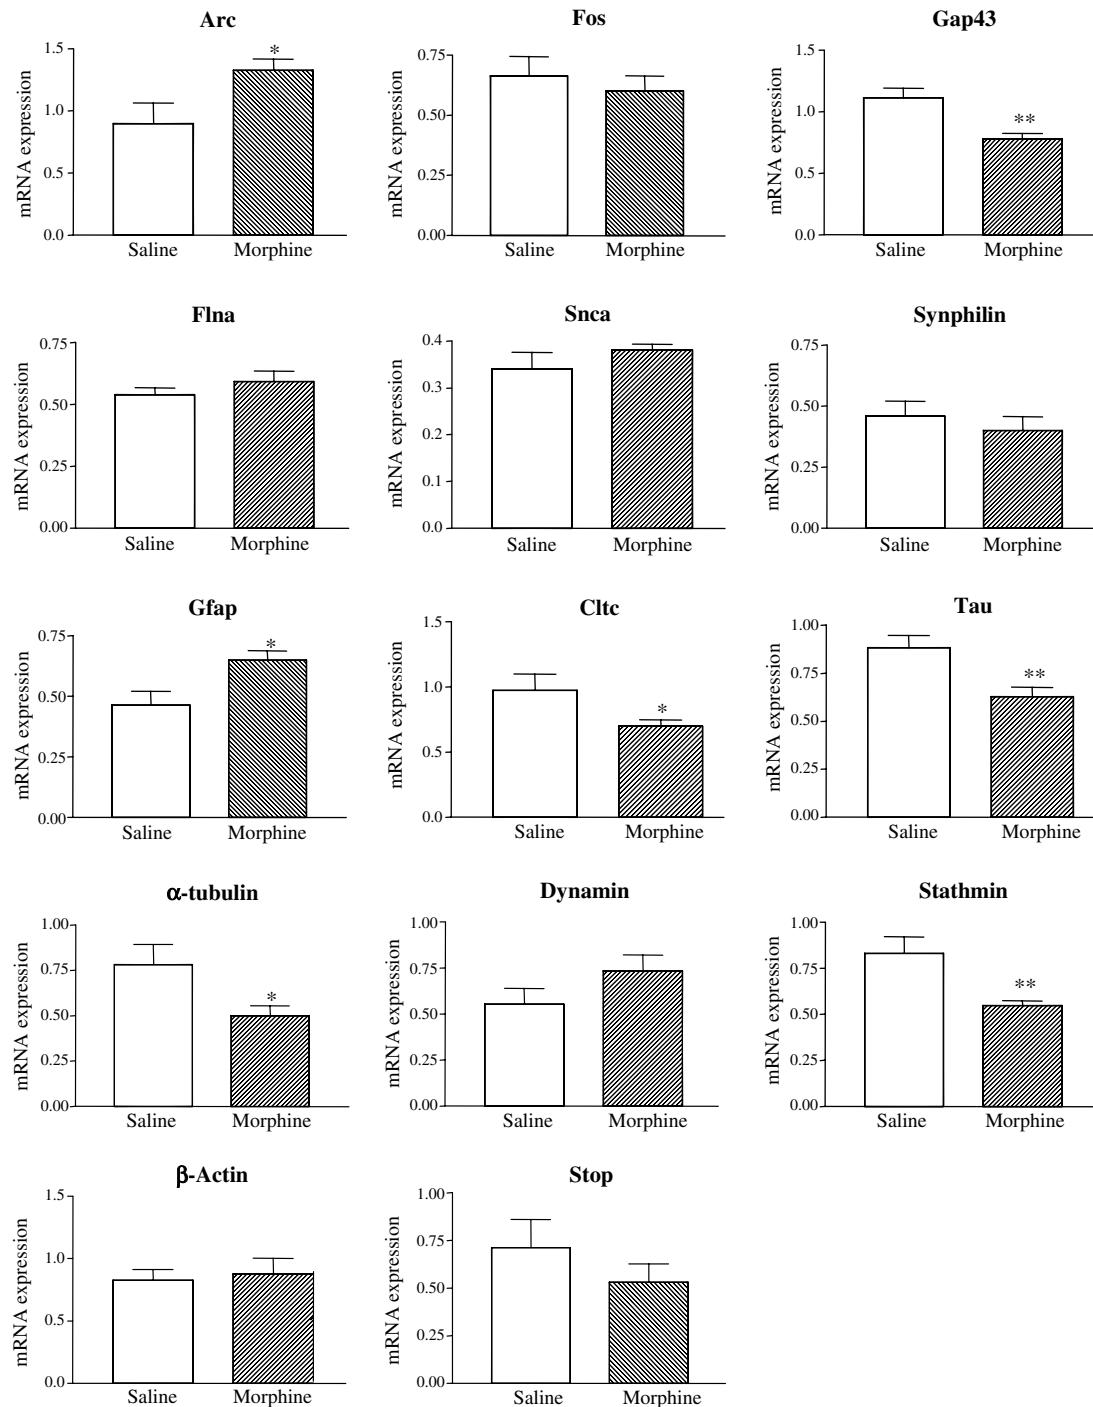 Arc
mRNA expression
1.5
1.0
0.5
0.0
*
Saline Morphine
Fos
mRNA expression
0.75
0.50
0.25
0.00
Saline Morphine
Gap43
mRNA expression
1.5
1.0
0.5
0.0
**
Saline Morphine
Flna
mRNA expression
0.75
0.50
0.25
0.00
Saline Morphine
Snca
mRNA expression
0.4
0.3
0.2
0.1
0.0
Saline Morphine
Synphilin
mRNA expression
0.75
0.50
0.25
0.00
Saline Morphine
Gfap
mRNA expression
0.75
0.50
0.25
0.00
*
Saline Morphine
Cltc
mRNA expression
1.5
1.0
0.5
0.0
*
Saline Morphine
Tau
mRNA expression
1.00
0.75
0.50
0.25
0.00
**
Saline Morphine
α-tubulin
mRNA expression
1.00
0.75
0.50
0.25
0.00
*
Saline Morphine
Dynamin
mRNA expression
1.00
0.75
0.50
0.25
0.00
Saline Morphine
Stathmin
mRNA expression
1.00
0.75
0.50
0.25
0.00
**
Saline Morphine
β-Actin
mRNA expression
1.5
1.0
0.5
0.0
Saline Morphine
Stop
mRNA expression
1.00
0.75
0.50
0.25
0.00
Saline Morphine